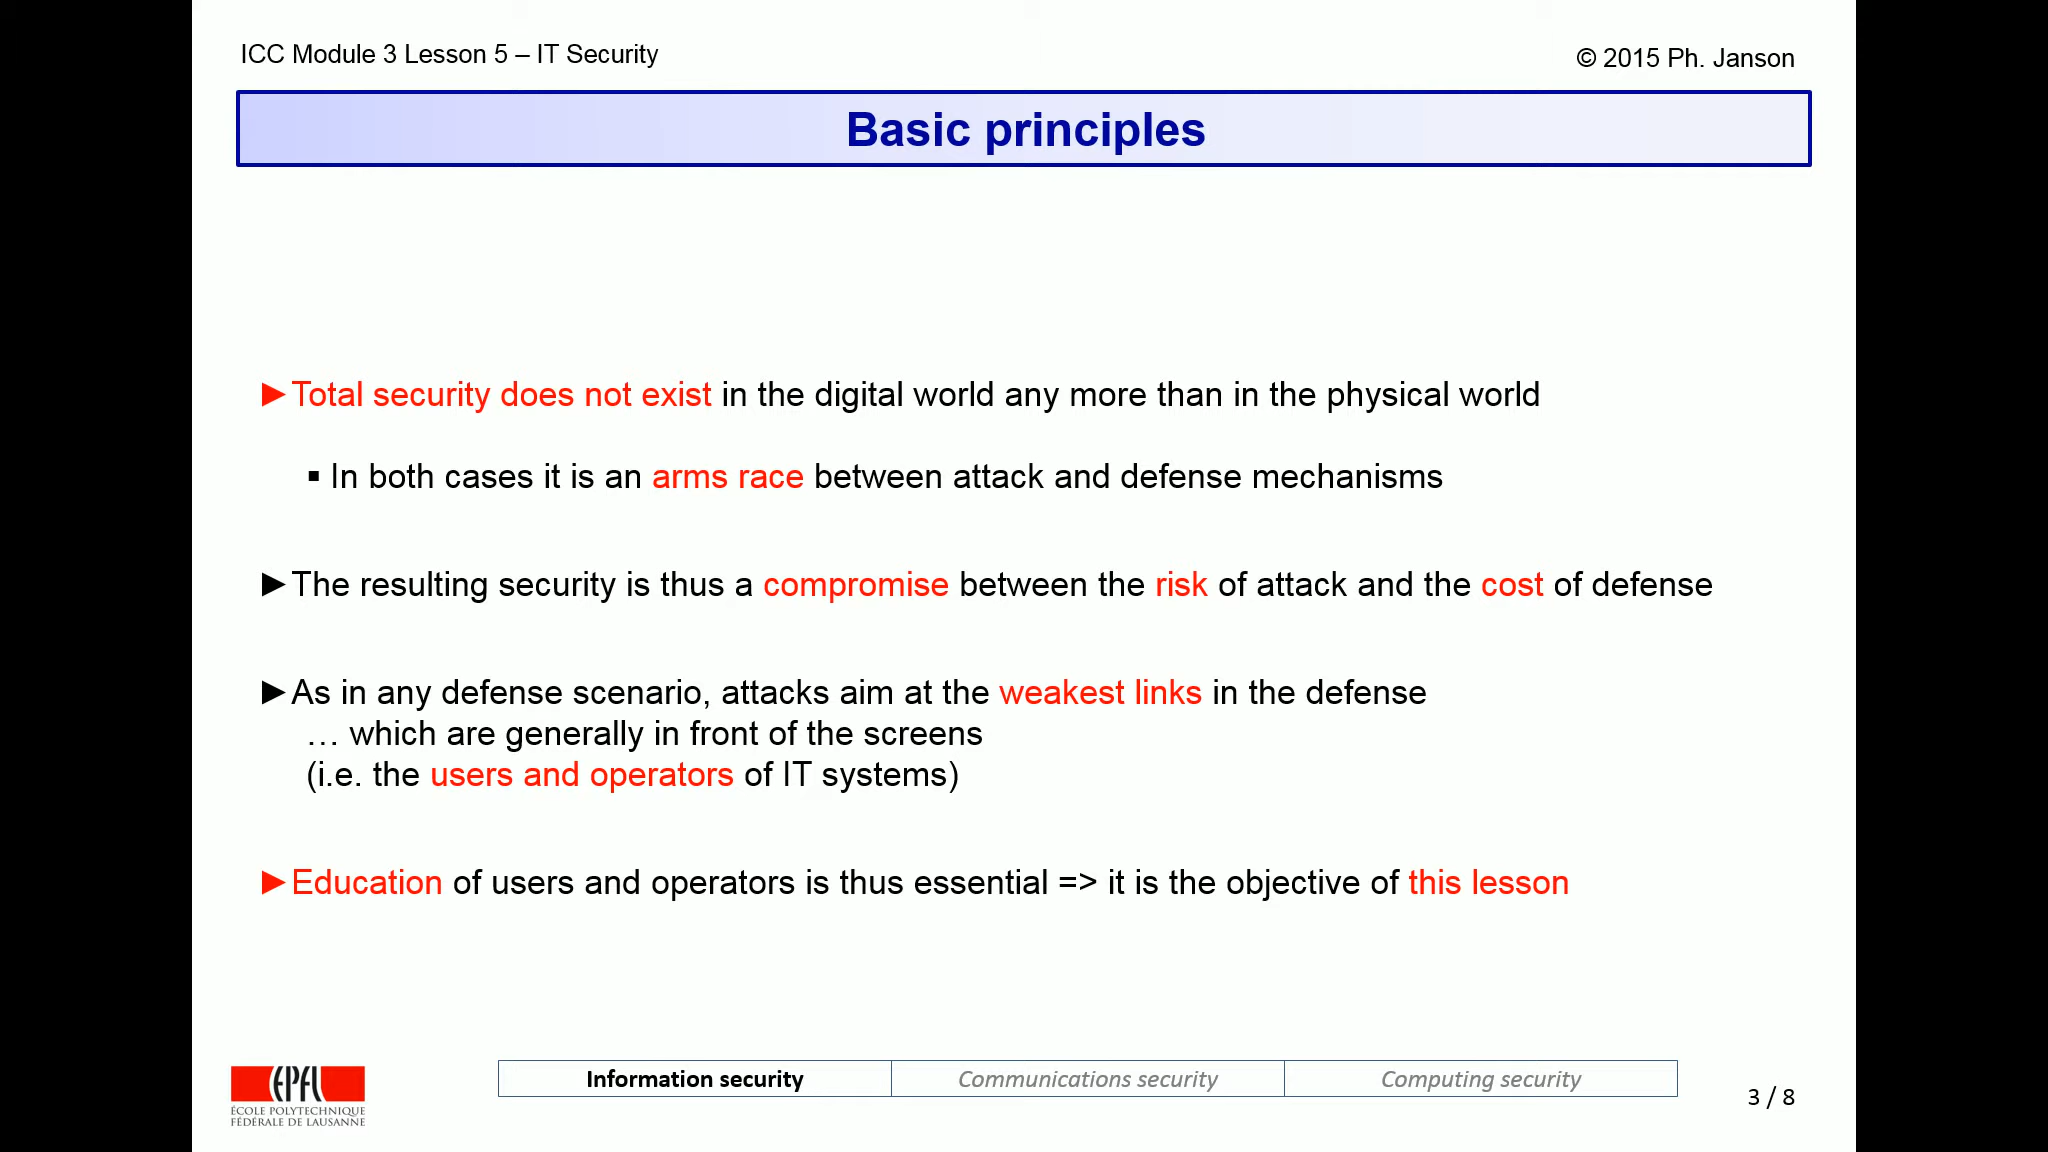 ICC Module 3 Lesson 5 – IT Security
© 2015 Ph. Janson
Basic principles
►Total security does not exist in the digital world any more than in the physical world
▪ In both cases it is an arms race between attack and defense mechanisms
►The resulting security is thus a compromise between the risk of attack and the cost of defense
►As in any defense scenario, attacks aim at the weakest links in the defense
… which are generally in front of the screens
(i.e. the users and operators of IT systems)
►Education of users and operators is thus essential => it is the objective of this lesson
EPFL
ÉCOLE POLYTECHNIQUE
FÉDÉRALE DE LAUSANNE
Information security
Communications security
Computing security
3 / 8